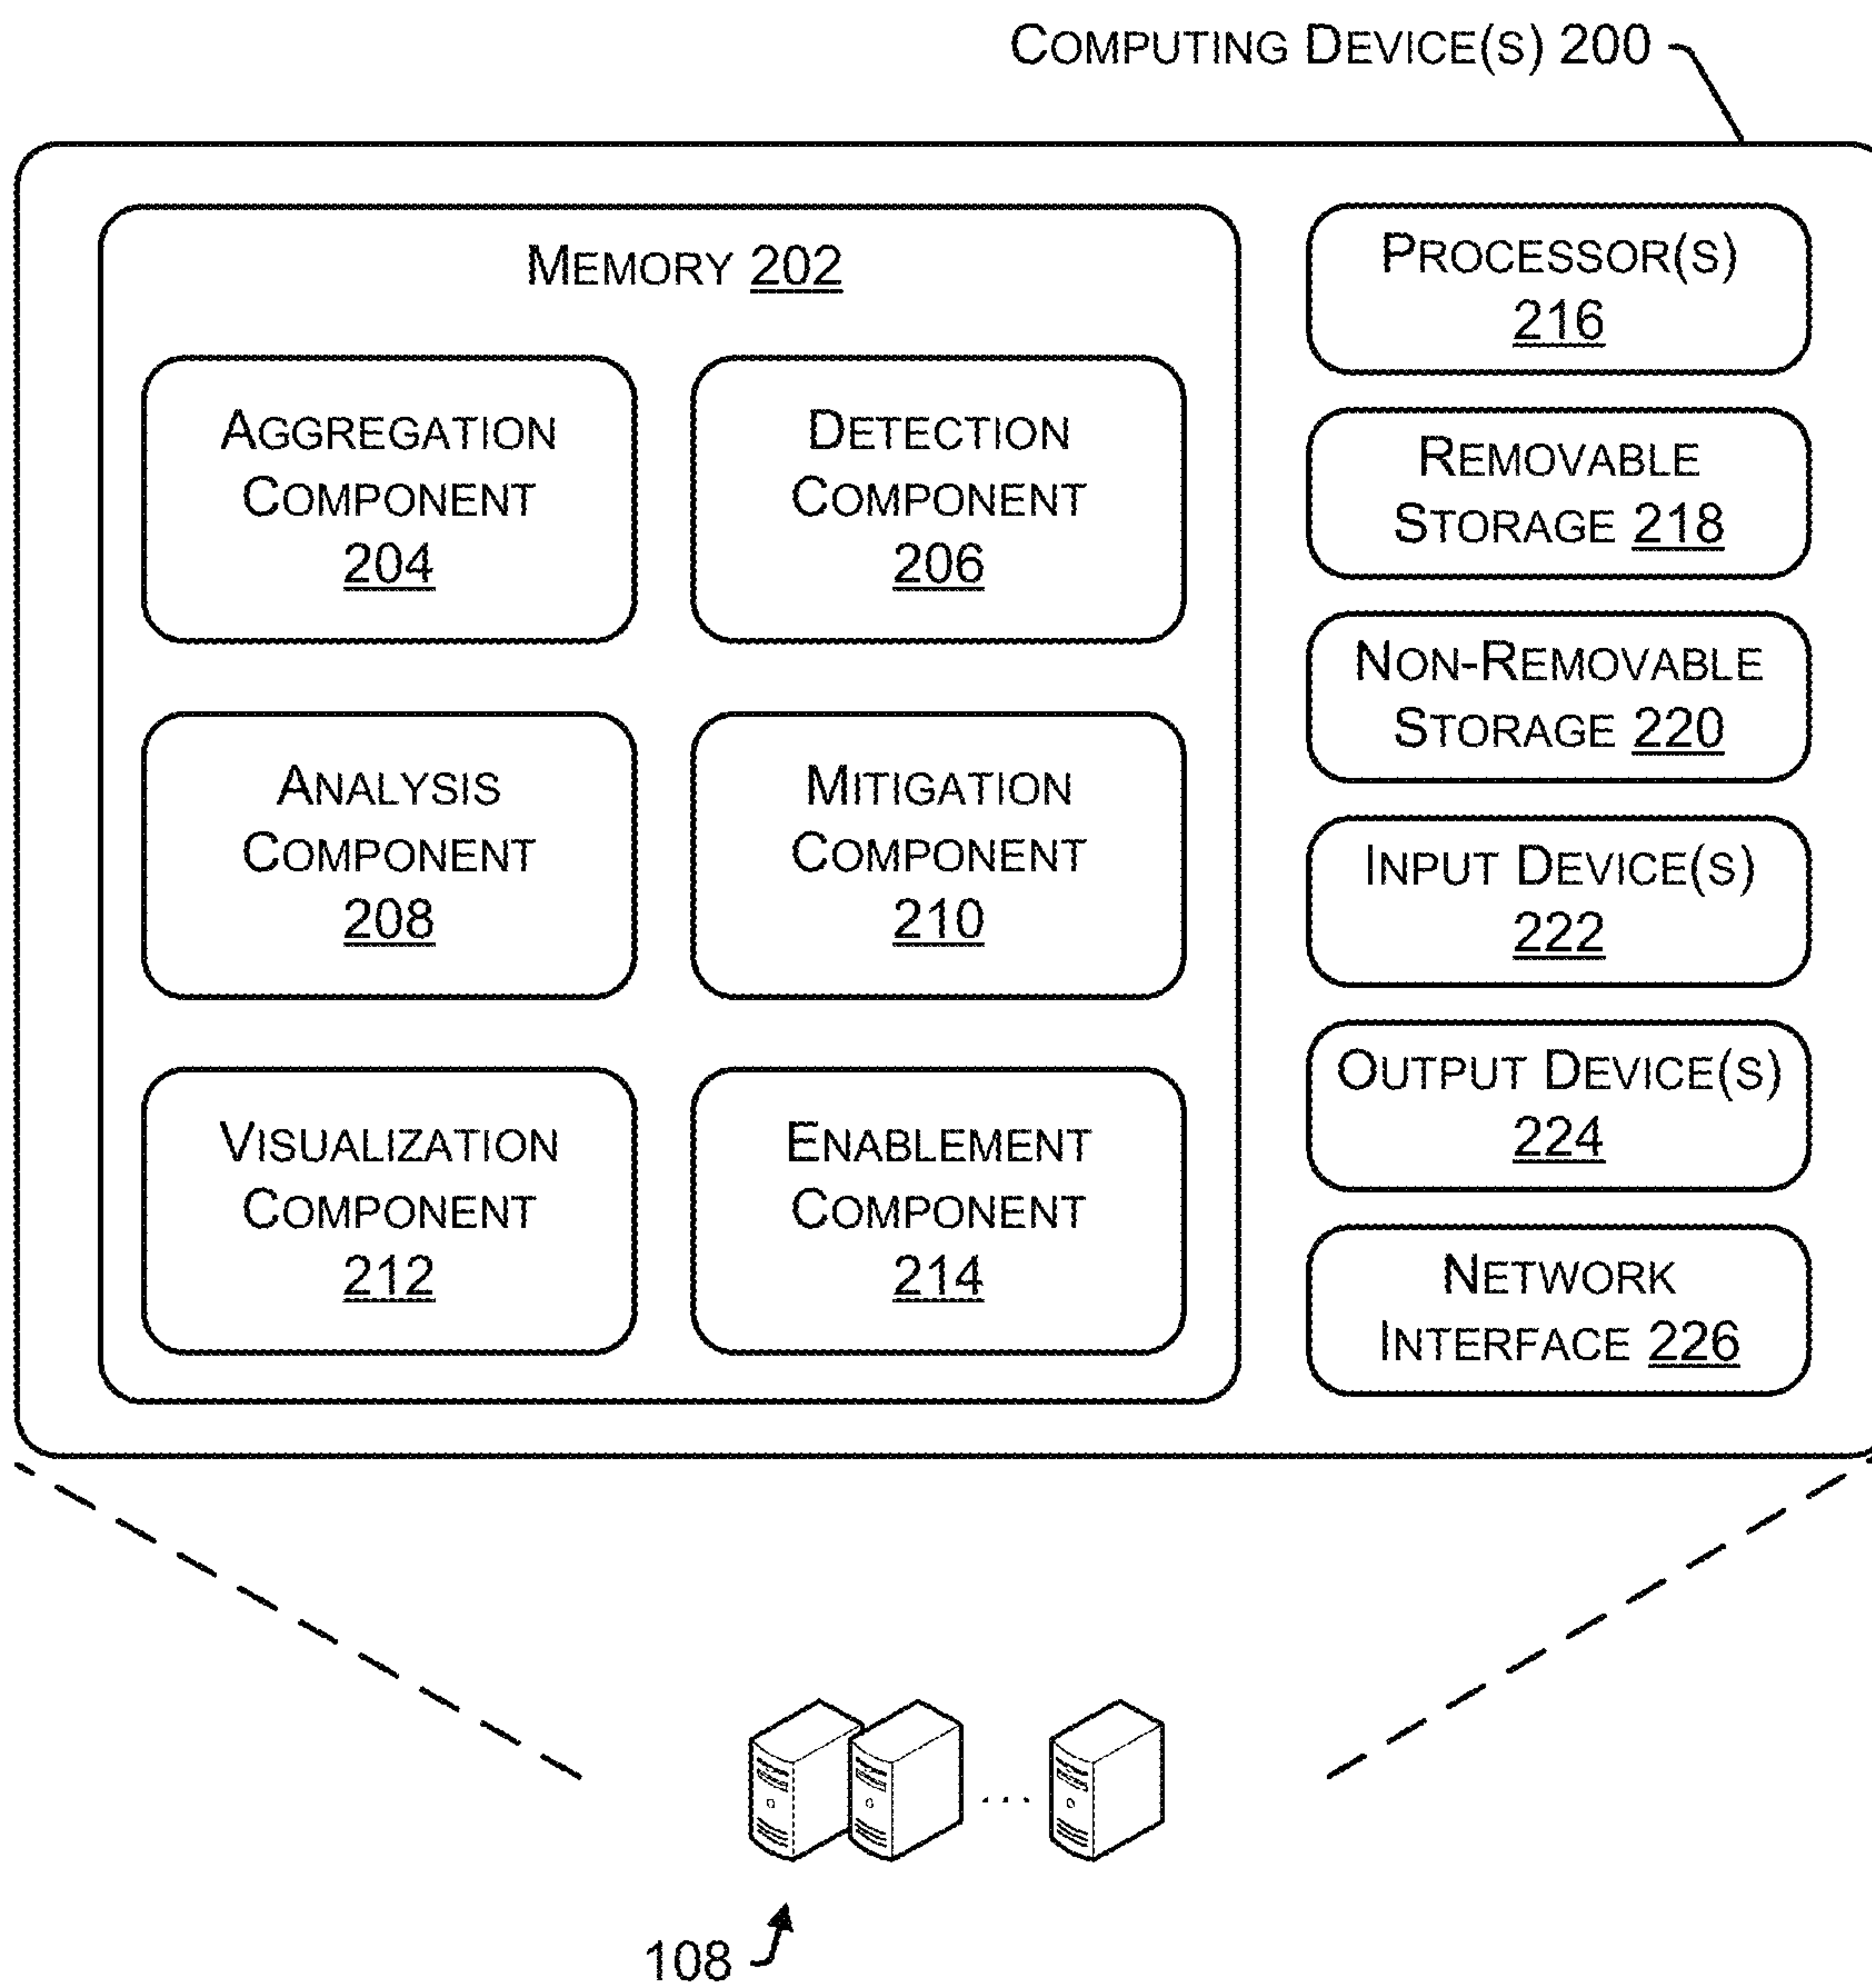 COMPUTING DEVICE(S) 200
MEMORY 202
AGGREGATION
COMPONENT
204
DETECTION
COMPONENT
206
ANALYSIS
COMPONENT
208
MITIGATION
COMPONENT
210
VISUALIZATION
COMPONENT
212
ENABLEMENT
COMPONENT
214
PROCESSOR(S)
216
REMOVABLE
STORAGE 218
NON-REMOVABLE
STORAGE 220
INPUT DEVICE(S)
222
OUTPUT DEVICE(S)
224
NETWORK
INTERFACE 226
...
108